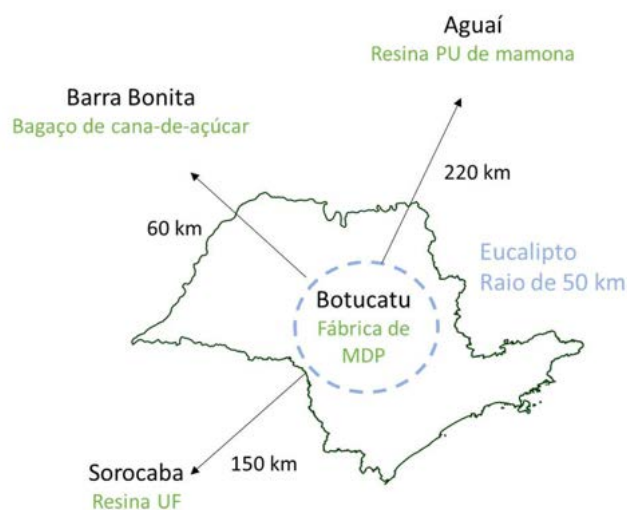 Aguaí
Resina PU de mamona
Barra Bonita
Bagaço de cana-de-açúcar
220 km
60 km
Eucalipto
Raio de 50 km
Botucatu
Fábrica de
MDP
Sorocaba
150 km
Resina UF